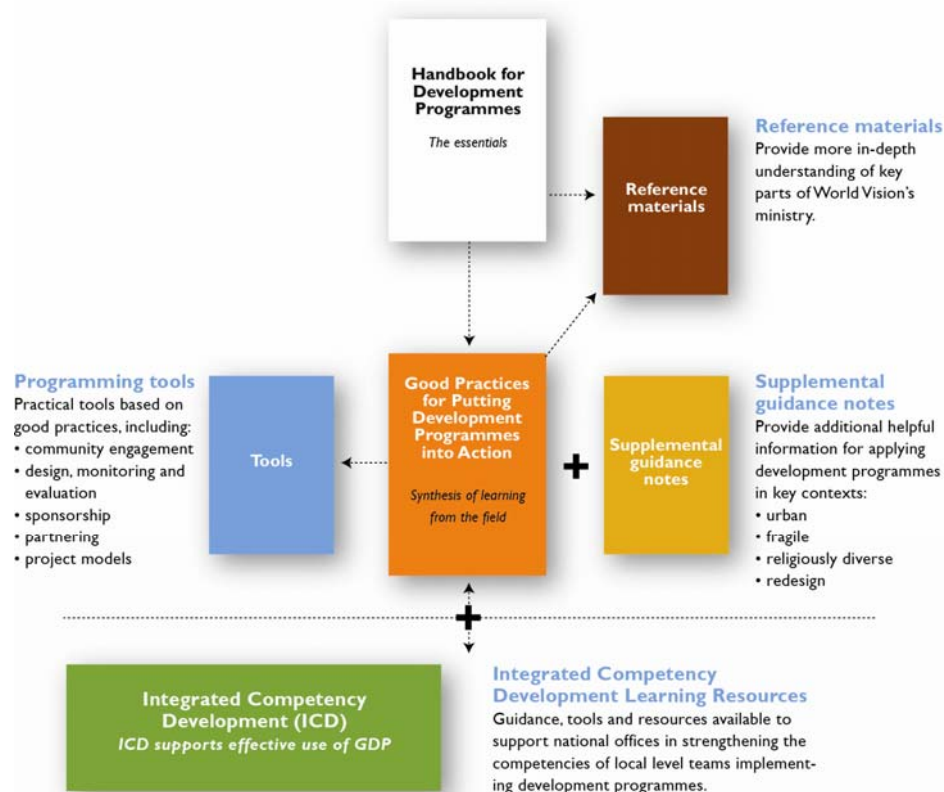 Handbook for
Development
Programmes
The essentials
Reference
materials
Reference materials
Provide more in-depth
understanding of key
parts of World Vision's
ministry.
Programming tools
Practical tools based on
good practices, including:
• community engagement
• design, monitoring and
evaluation
• sponsorship
• partnering
• project models
Tools
Good Practices
for Putting
Development
Programmes
into Action
Synthesis of learning
from the field
+
Supplemental
guidance
notes
Supplemental
guidance notes
Provide additional helpful
information for applying
development programmes
in key contexts:
• urban
• fragile
• religiously diverse
• redesign
+
Integrated Competency
Development (ICD)
ICD supports effective use of GDP
Integrated Competency
Development Learning Resources
Guidance, tools and resources available to
support national offices in strengthening the
competencies of local level teams implement-
ing development programmes.